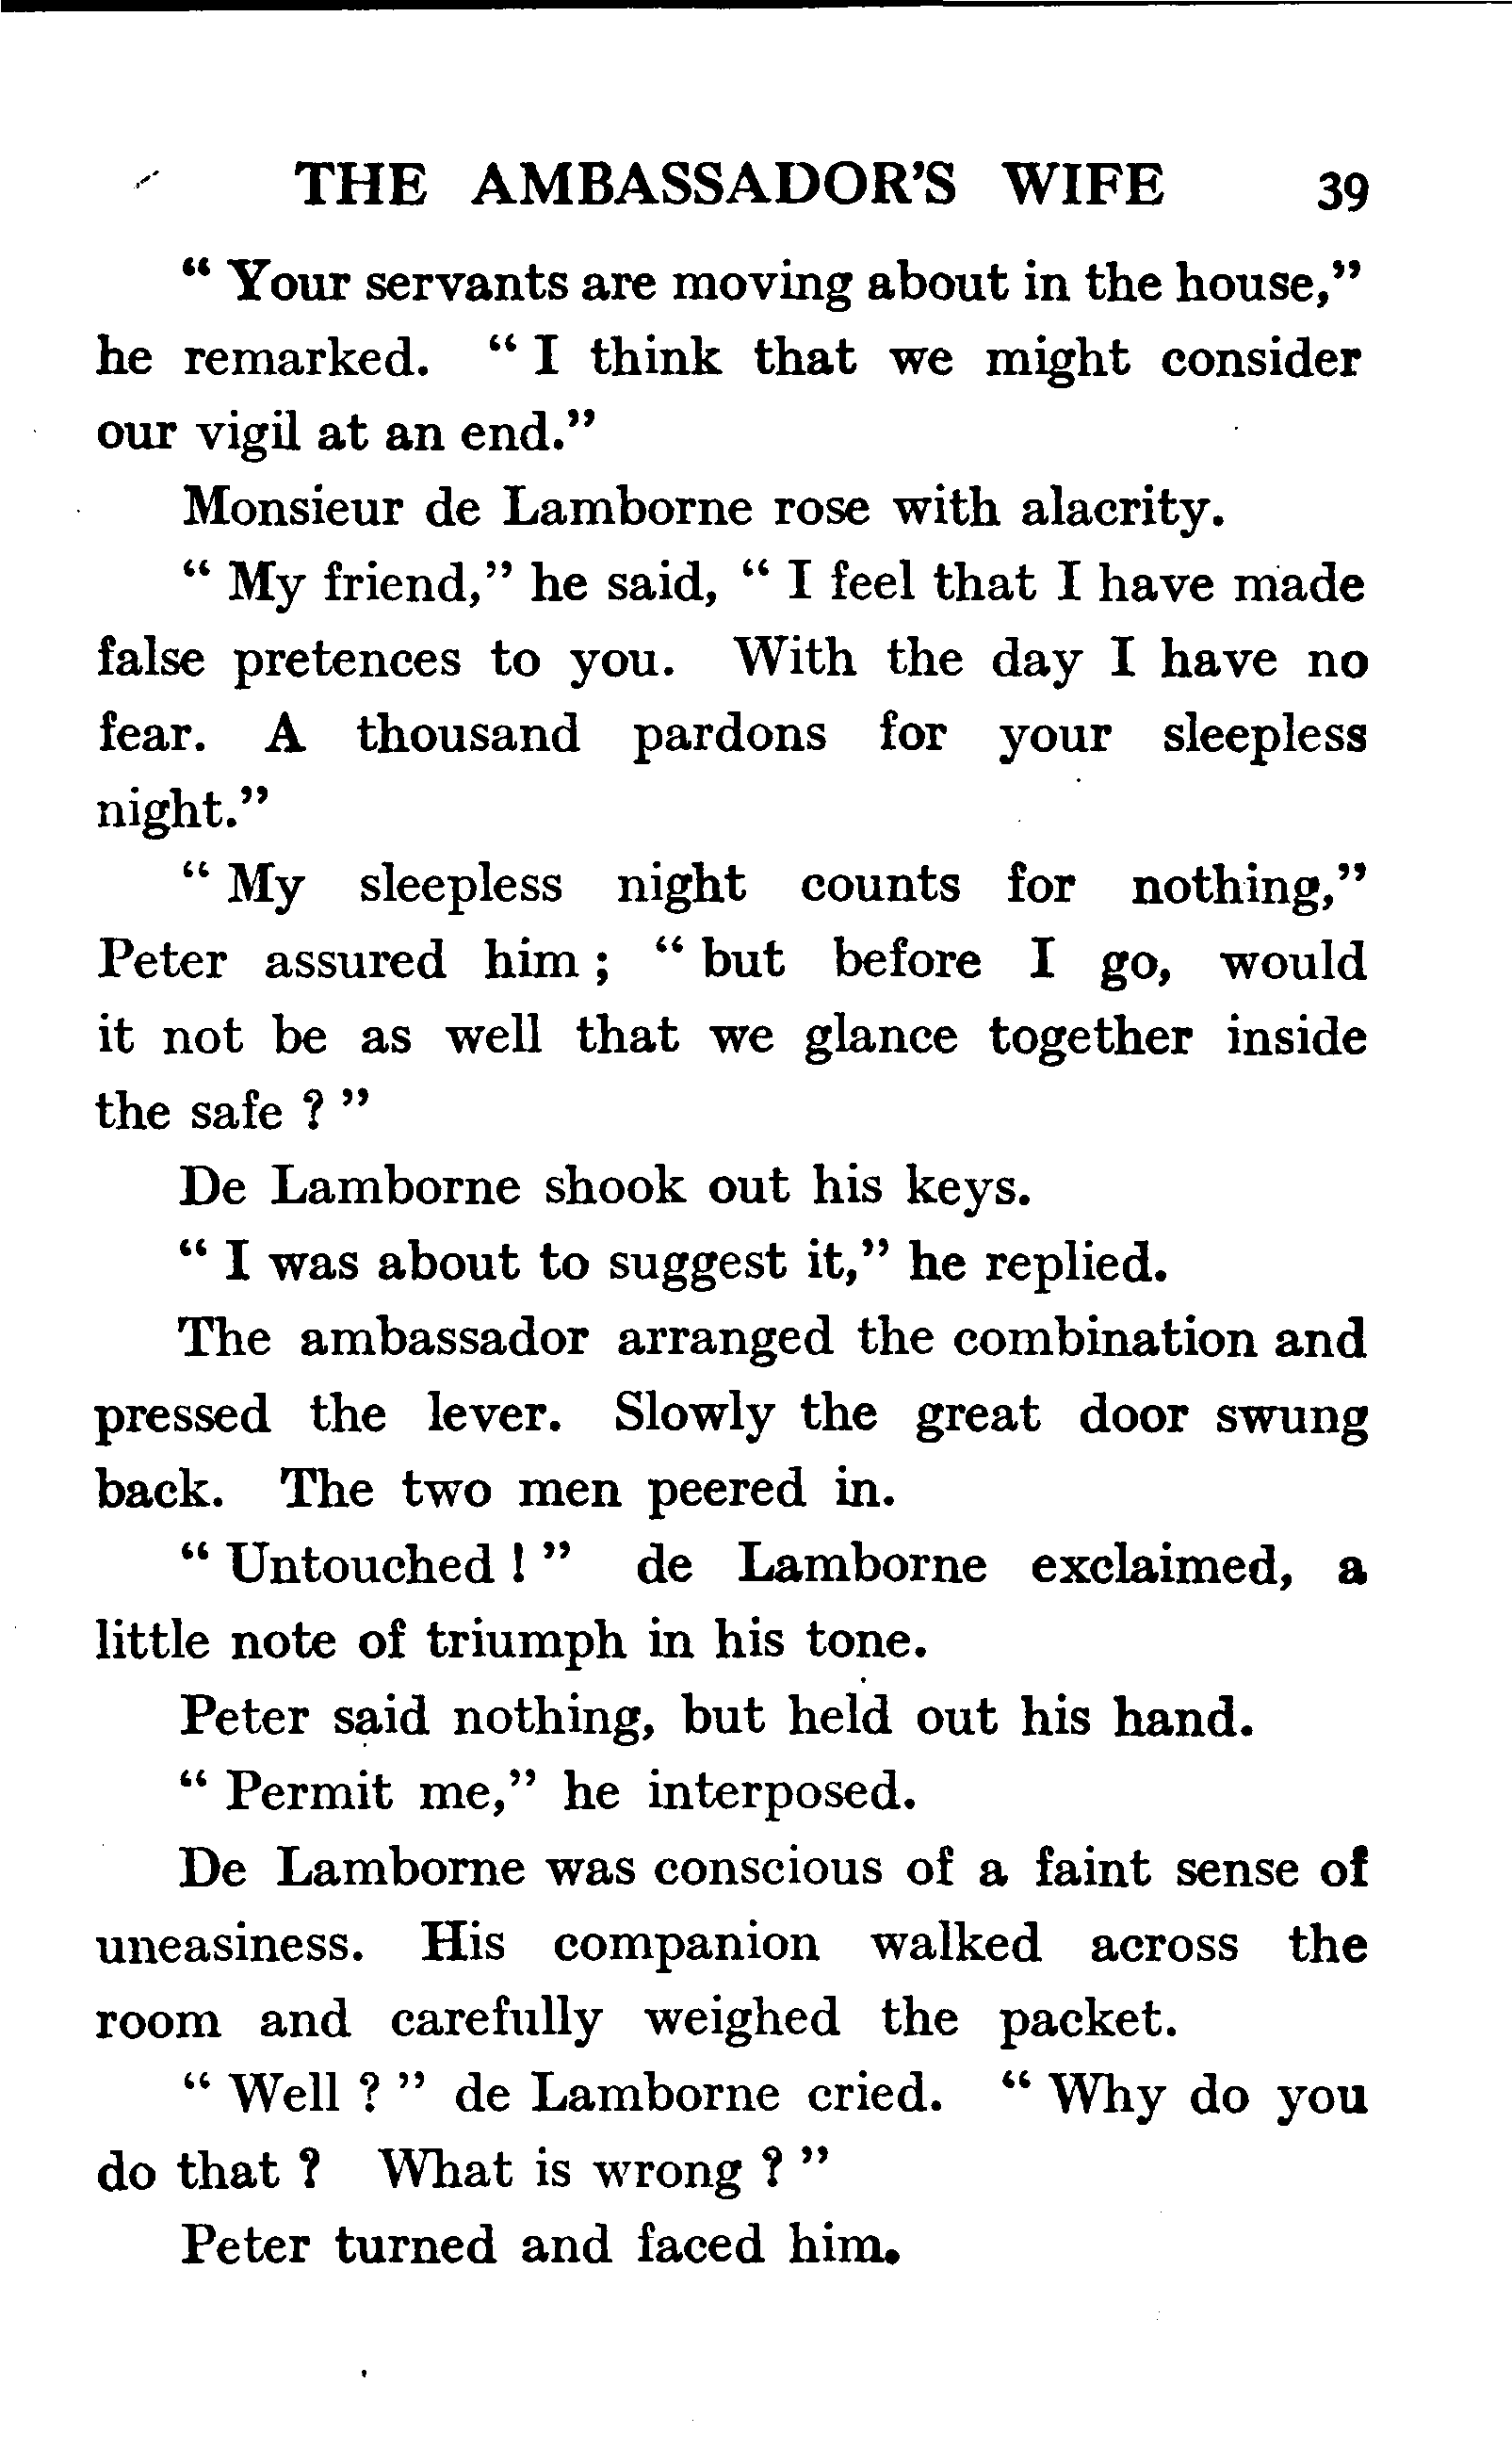 THE AMBASSADOR'S WIFE 39
“ Your servants are moving about in the house,”
he remarked. “ I think that we might consider
our vigil at an end.”
Monsieur de Lamborne rose with alacrity.
“ My friend,” he said, “ I feel that I have made
false pretences to you. With the day I have no
fear. A thousand pardons for your sleepless
night.”
“ My sleepless night counts for nothing,”
Peter assured him ; “ but before I go, would
it not be as well that we glance together inside
the safe ? ”
De Lamborne shook out his keys.
“ I was about to suggest it,” he replied.
The ambassador arranged the combination and
pressed the lever. Slowly the great door swung
back. The two men peered in.
“ Untouched ! ” de Lamborne exclaimed, a
little note of triumph in his tone.
Peter said nothing, but held out his hand.
“ Permit me,” he interposed.
De Lamborne was conscious of a faint sense of
uneasiness. His companion walked across the
room and carefully weighed the packet.
“ Well ? ” de Lamborne cried. “ Why do you
do that ? What is wrong ? ”
Peter turned and faced him.